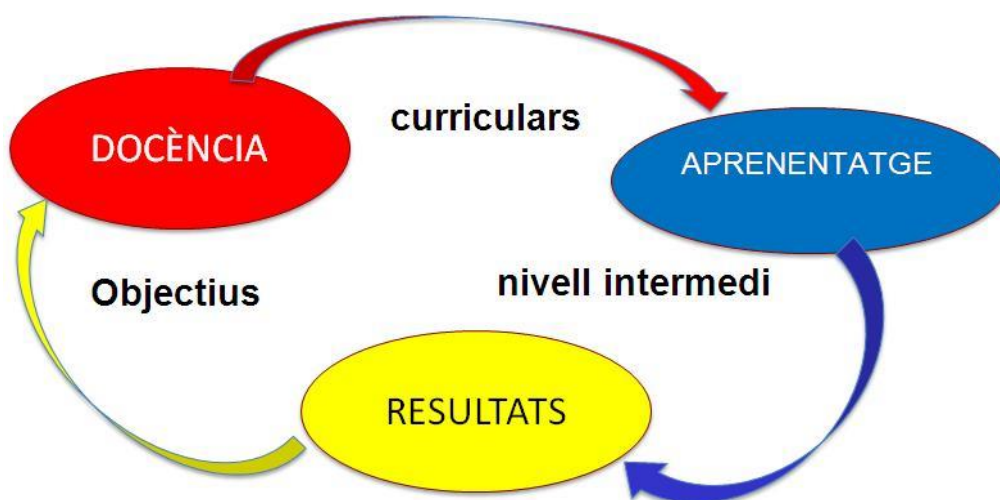 curriculars
DOCÈNCIA
APRENENTATGE
Objectius
nivell intermedi
RESULTATS